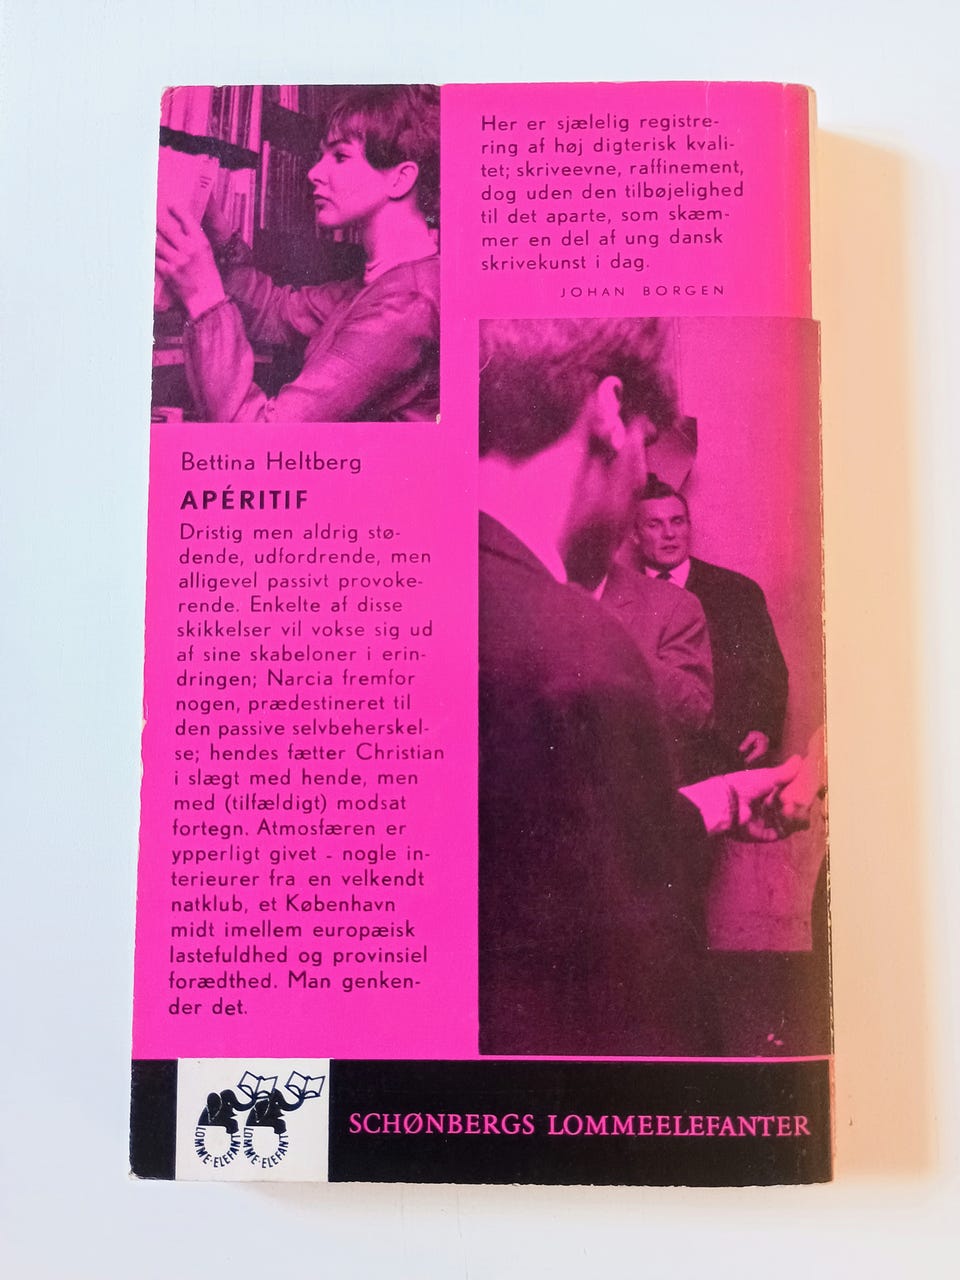 Her er sjælelig registre-
ring af høj digterisk kvali-
tet; skriveevne, raffinement,
dog uden den tilbøjelighed
til det aparte, som skæm-
mer en del af ung dansk
skrivekunst i dag.
JOHAN BORGEN
Bettina Heltberg
APÉRITIF
Dristig men aldrig stø-
dende, udfordrende, men
alligevel passivt provoke-
rende. Enkelte af disse
skikkelser vil vokse sig ud
af sine skabeloner i erin-
dringen; Narcia fremfor
nogen, prædestineret til
den passive selvbeherskel-
se; hendes fætter Christian
i slægt med hende, men
med (tilfældigt) modsat
fortegn. Atmosfæren er
ypperligt givet - nogle in-
terieurer fra en velkendt
natklub, et København
midt imellem europæisk
lastefuldhed og provinsiel
forædthed. Man genken-
der det.
LOMME-ELEFANT
LOMME-ELEFANT
SCHØNBERGS LOMMEELEFANTER